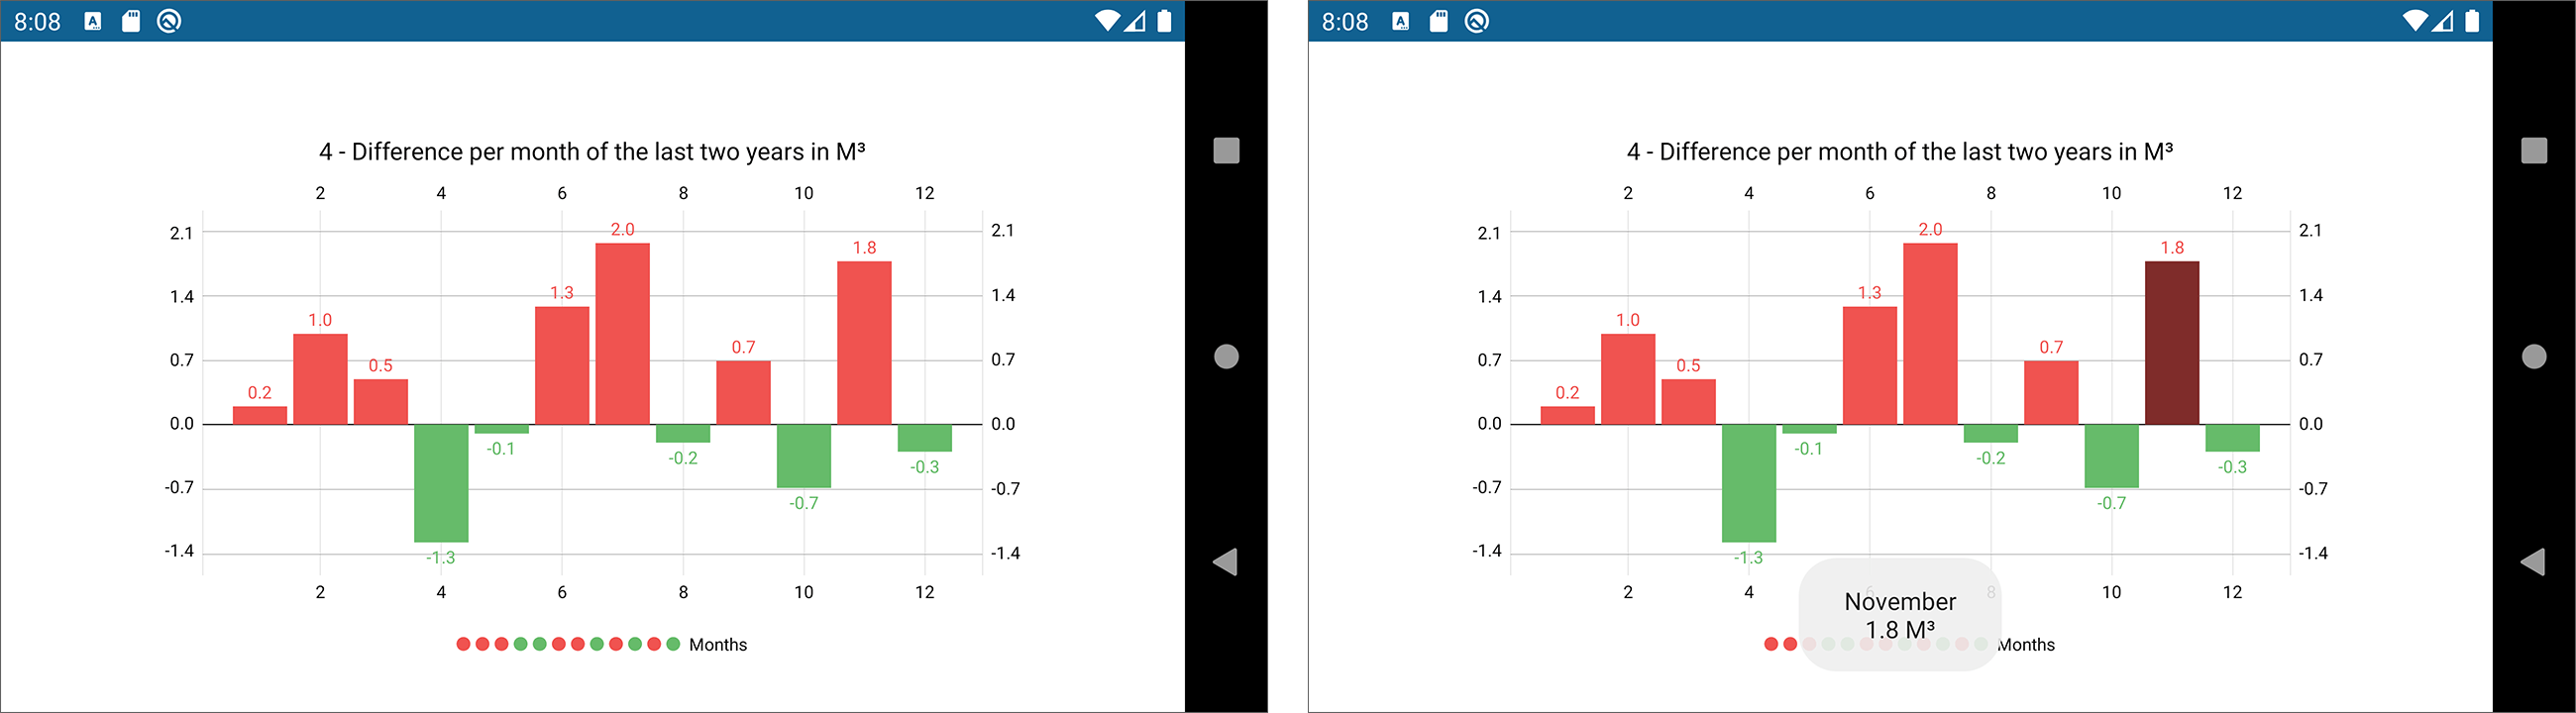 8:08
4 - Difference per month of the last two years in M³
2 4 6 8 10 12
2.1 2.0 2.1
1.8
1.4 1.3 1.4
1.0
0.7 0.5 0.7 0.7
0.2
0.0 0.0
-0.1 -0.2 -0.3
-0.7 -0.7 -0.7
-1.4 -1.3 -1.4
2 4 6 8 10 12
Months
8:08
4 - Difference per month of the last two years in M³
2 4 6 8 10 12
2.1 2.0 2.1
1.8
1.4 1.3 1.4
1.0
0.7 0.5 0.7 0.7
0.2
0.0 0.0
-0.1 -0.2 -0.3
-0.7 -0.7 -0.7
-1.4 -1.3 -1.4
2 4 6 8 10 12
November
1.8 M³
Months